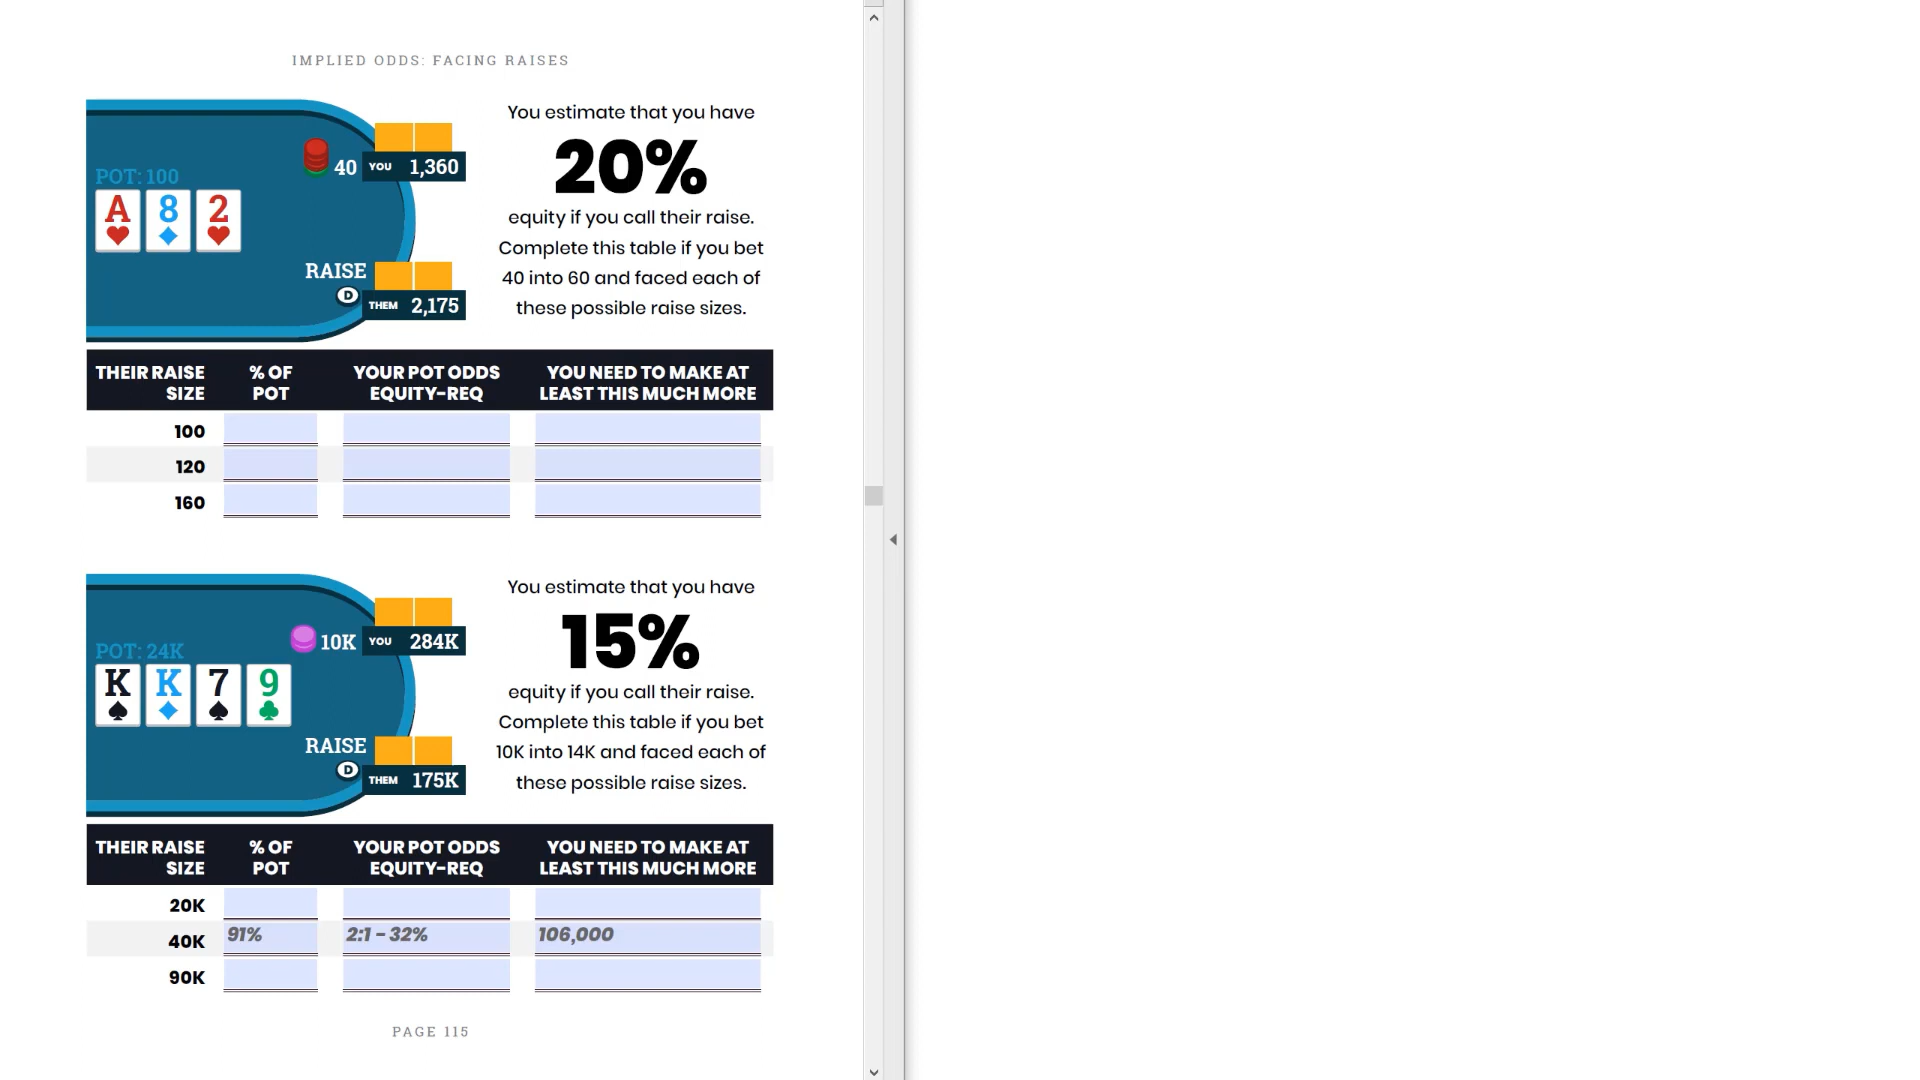 IMPLIED ODDS: FACING RAISES
POT: 100
A 8 2
40 YOU 1,360
RAISE
D
THEM 2,175
You estimate that you have
20%
equity if you call their raise.
Complete this table if you bet
40 into 60 and faced each of
these possible raise sizes.
THEIR RAISE SIZE
% OF POT
YOUR POT ODDS EQUITY-REQ
YOU NEED TO MAKE AT LEAST THIS MUCH MORE
100
120
160
POT: 24K
K K 7 9
10K YOU 284K
RAISE
D
THEM 175K
You estimate that you have
15%
equity if you call their raise.
Complete this table if you bet
10K into 14K and faced each of
these possible raise sizes.
THEIR RAISE SIZE
% OF POT
YOUR POT ODDS EQUITY-REQ
YOU NEED TO MAKE AT LEAST THIS MUCH MORE
20K
40K 91% 2:1 - 32% 106,000
90K
PAGE 115